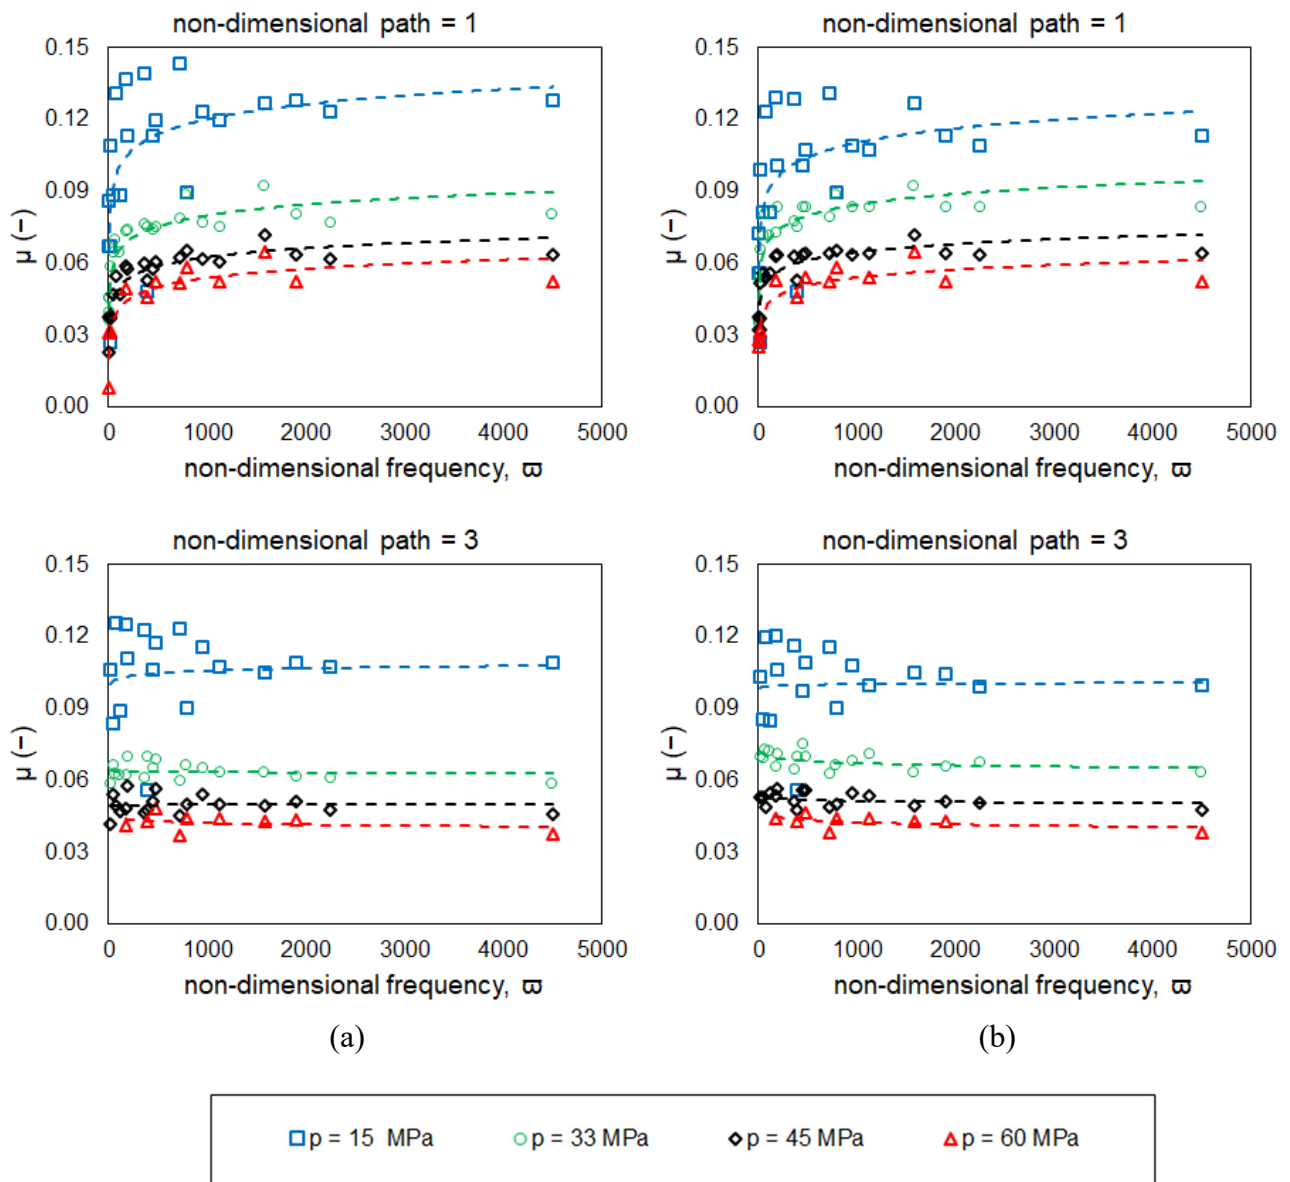 non-dimensional path = 1
0.15
0.12
0.09
0.06
0.03
0.00
μ (−)
0 1000 2000 3000 4000 5000
non-dimensional frequency, ϖ
non-dimensional path = 1
0.15
0.12
0.09
0.06
0.03
0.00
μ (−)
0 1000 2000 3000 4000 5000
non-dimensional frequency, ϖ
non-dimensional path = 3
0.15
0.12
0.09
0.06
0.03
0.00
μ (−)
0 1000 2000 3000 4000 5000
non-dimensional frequency, ϖ
(a)
non-dimensional path = 3
0.15
0.12
0.09
0.06
0.03
0.00
μ (−)
0 1000 2000 3000 4000 5000
non-dimensional frequency, ϖ
(b)
p = 15 MPa p = 33 MPa p = 45 MPa p = 60 MPa